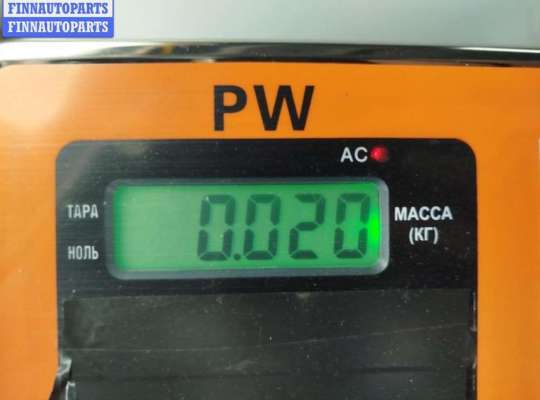 FINNAUTOPARTS
FINNAUTOPARTS
PW
AC
ТАРА
НОЛЬ
0.020
МАССА
(КГ)